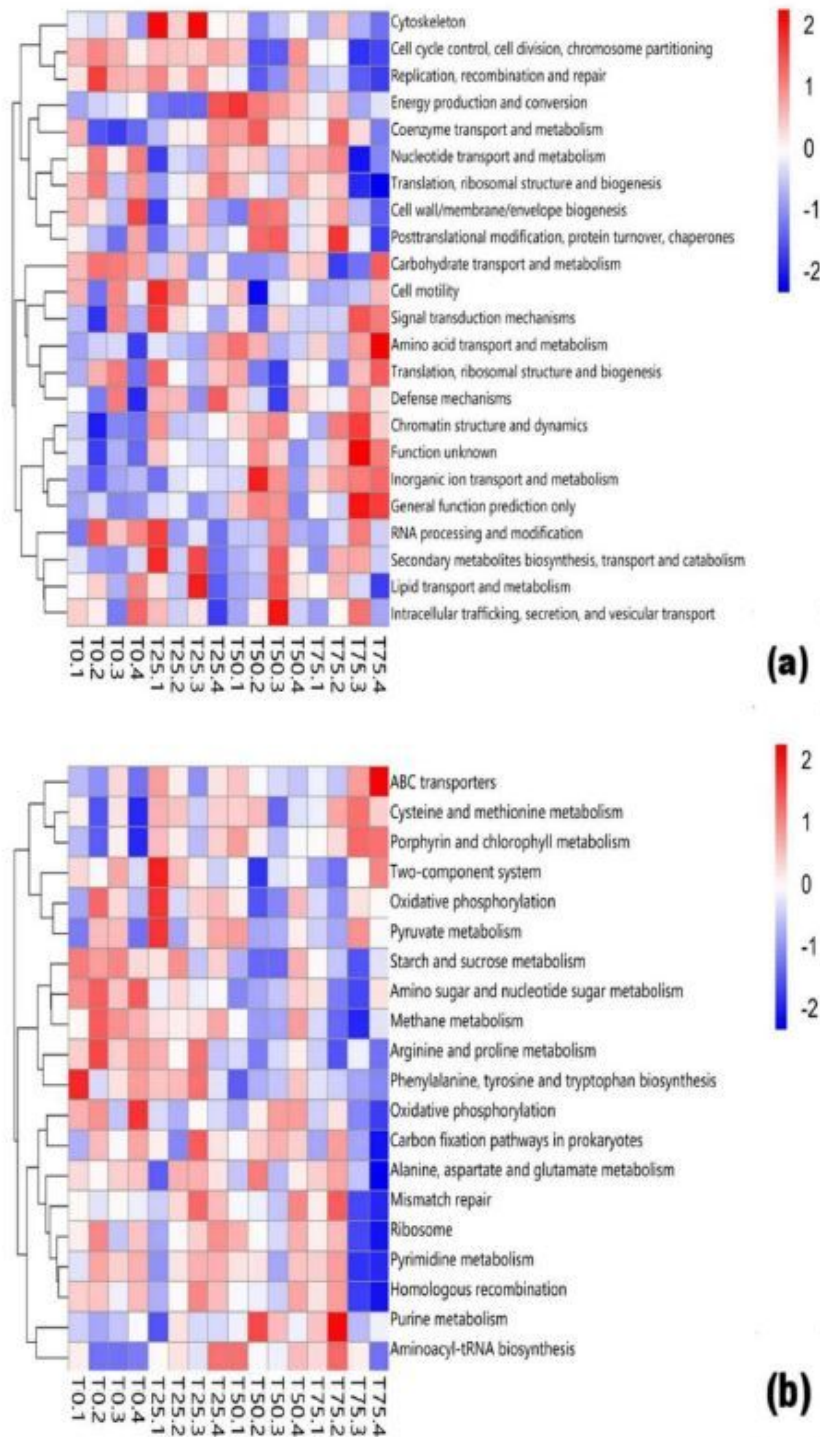 Cytoskeleton
Cell cycle control, cell division, chromosome partitioning
Replication, recombination and repair
Energy production and conversion
Coenzyme transport and metabolism
Nucleotide transport and metabolism
Translation, ribosomal structure and biogenesis
Cell wall/membrane/envelope biogenesis
Posttranslational modification, protein turnover, chaperones
Carbohydrate transport and metabolism
Cell motility
Signal transduction mechanisms
Amino acid transport and metabolism
Translation, ribosomal structure and biogenesis
Defense mechanisms
Chromatin structure and dynamics
Function unknown
Inorganic ion transport and metabolism
General function prediction only
RNA processing and modification
Secondary metabolites biosynthesis, transport and catabolism
Lipid transport and metabolism
Intracellular trafficking, secretion, and vesicular transport
2
1
0
-1
-2
T0.1 T0.2 T0.3 T0.4 T25.1 T25.2 T25.3 T25.4 T50.1 T50.2 T50.3 T50.4 T75.1 T75.2 T75.3 T75.4
(a)
ABC transporters
Cysteine and methionine metabolism
Porphyrin and chlorophyll metabolism
Two-component system
Oxidative phosphorylation
Pyruvate metabolism
Starch and sucrose metabolism
Amino sugar and nucleotide sugar metabolism
Methane metabolism
Arginine and proline metabolism
Phenylalanine, tyrosine and tryptophan biosynthesis
Oxidative phosphorylation
Carbon fixation pathways in prokaryotes
Alanine, aspartate and glutamate metabolism
Mismatch repair
Ribosome
Pyrimidine metabolism
Homologous recombination
Purine metabolism
Aminoacyl-tRNA biosynthesis
2
1
0
-1
-2
T0.1 T0.2 T0.3 T0.4 T25.1 T25.2 T25.3 T25.4 T50.1 T50.2 T50.3 T50.4 T75.1 T75.2 T75.3 T75.4
(b)